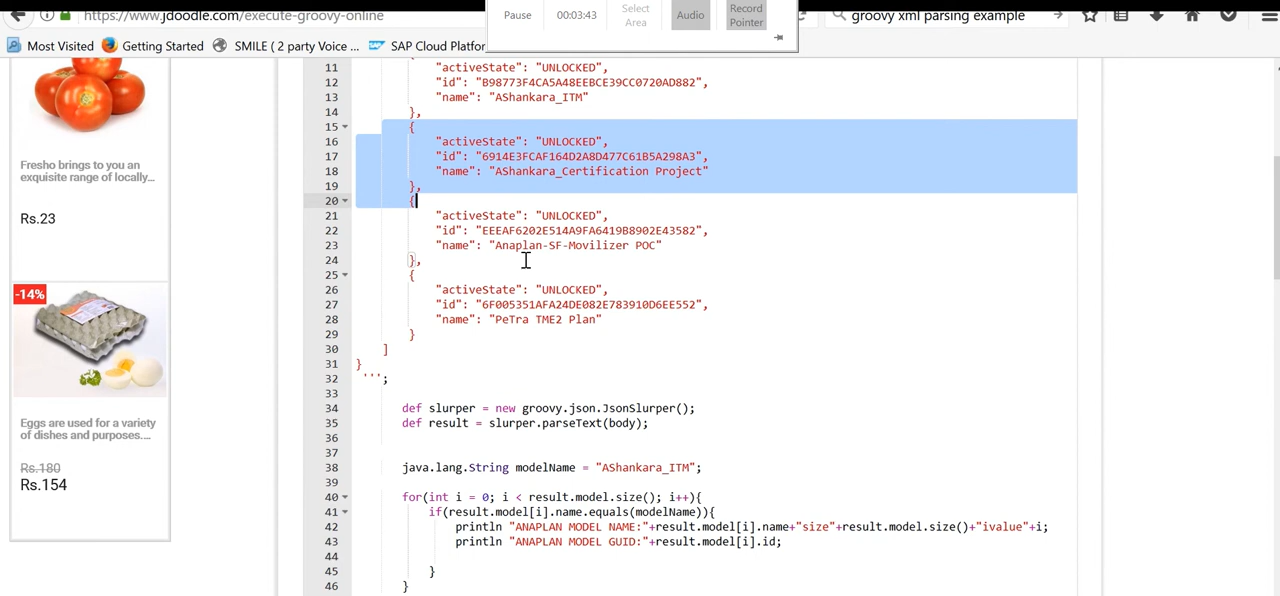 https://www.jdoodle.com/execute-groovy-online
Pause
00:03:43
Select Area
Audio
Record Pointer
groovy xml parsing example
Most Visited
Getting Started
SMILE ( 2 party Voice ...
SAP Cloud Platfor
Fresho brings to you an
exquisite range of locally...
Rs.23
-14%
Eggs are used for a variety
of dishes and purposes....
Rs.180
Rs.154
11 "activeState": "UNLOCKED",
12 "id": "B98773F4CA5A48EEBCE39CC0720AD882",
13 "name": "AShankara_ITM"
14 },
15 {
16 "activeState": "UNLOCKED",
17 "id": "6914E3FCAF164D2A8D477C61B5A298A3",
18 "name": "AShankara_Certification Project"
19 },
20 {
21 "activeState": "UNLOCKED",
22 "id": "EEEAF6202E514A9FA6419B8902E43582",
23 "name": "Anaplan-SF-Movilizer POC"
24 },
25 {
26 "activeState": "UNLOCKED",
27 "id": "6F005351AFA24DE082E783910D6EE552",
28 "name": "PeTra TME2 Plan"
29 }
30 ]
31 }
32 ''';
33
34 def slurper = new groovy.json.JsonSlurper();
35 def result = slurper.parseText(body);
36
37
38 java.lang.String modelName = "AShankara_ITM";
39
40 for(int i = 0; i < result.model.size(); i++){
41 if(result.model[i].name.equals(modelName)){
42 println "ANAPLAN MODEL NAME:"+result.model[i].name+"size"+result.model.size()+"ivalue"+i;
43 println "ANAPLAN MODEL GUID:"+result.model[i].id;
44
45 }
46 }